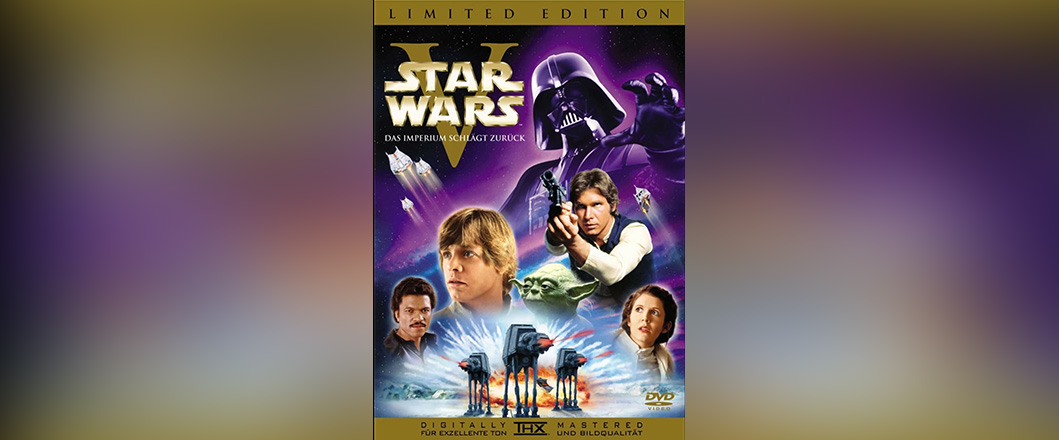 LIMITED EDITION
V
STAR
WARS
DAS IMPERIUM SCHLÄGT ZURÜCK
DVD
VIDEO
DIGITALLY THX MASTERED
FÜR EXZELLENTE TON UND BILDQUALITÄT